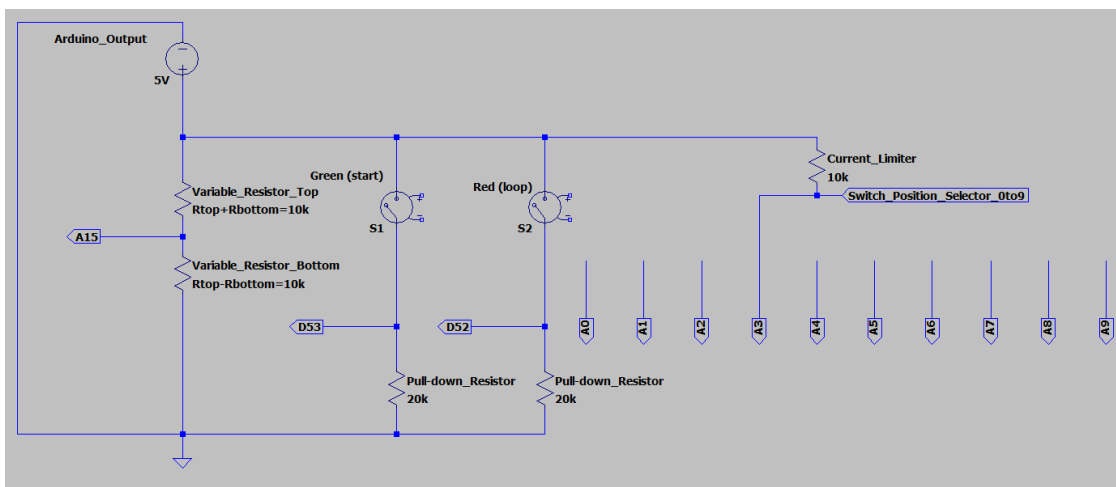 Arduino_Output
5V
Variable_Resistor_Top
Rtop+Rbottom=10k
A15
Variable_Resistor_Bottom
Rtop-Rbottom=10k
Green (start)
S1
D53
Pull-down_Resistor
20k
Red (loop)
S2
D52
Pull-down_Resistor
20k
Current_Limiter
10k
Switch_Position_Selector_0to9
A0
A1
A2
A3
A4
A5
A6
A7
A8
A9